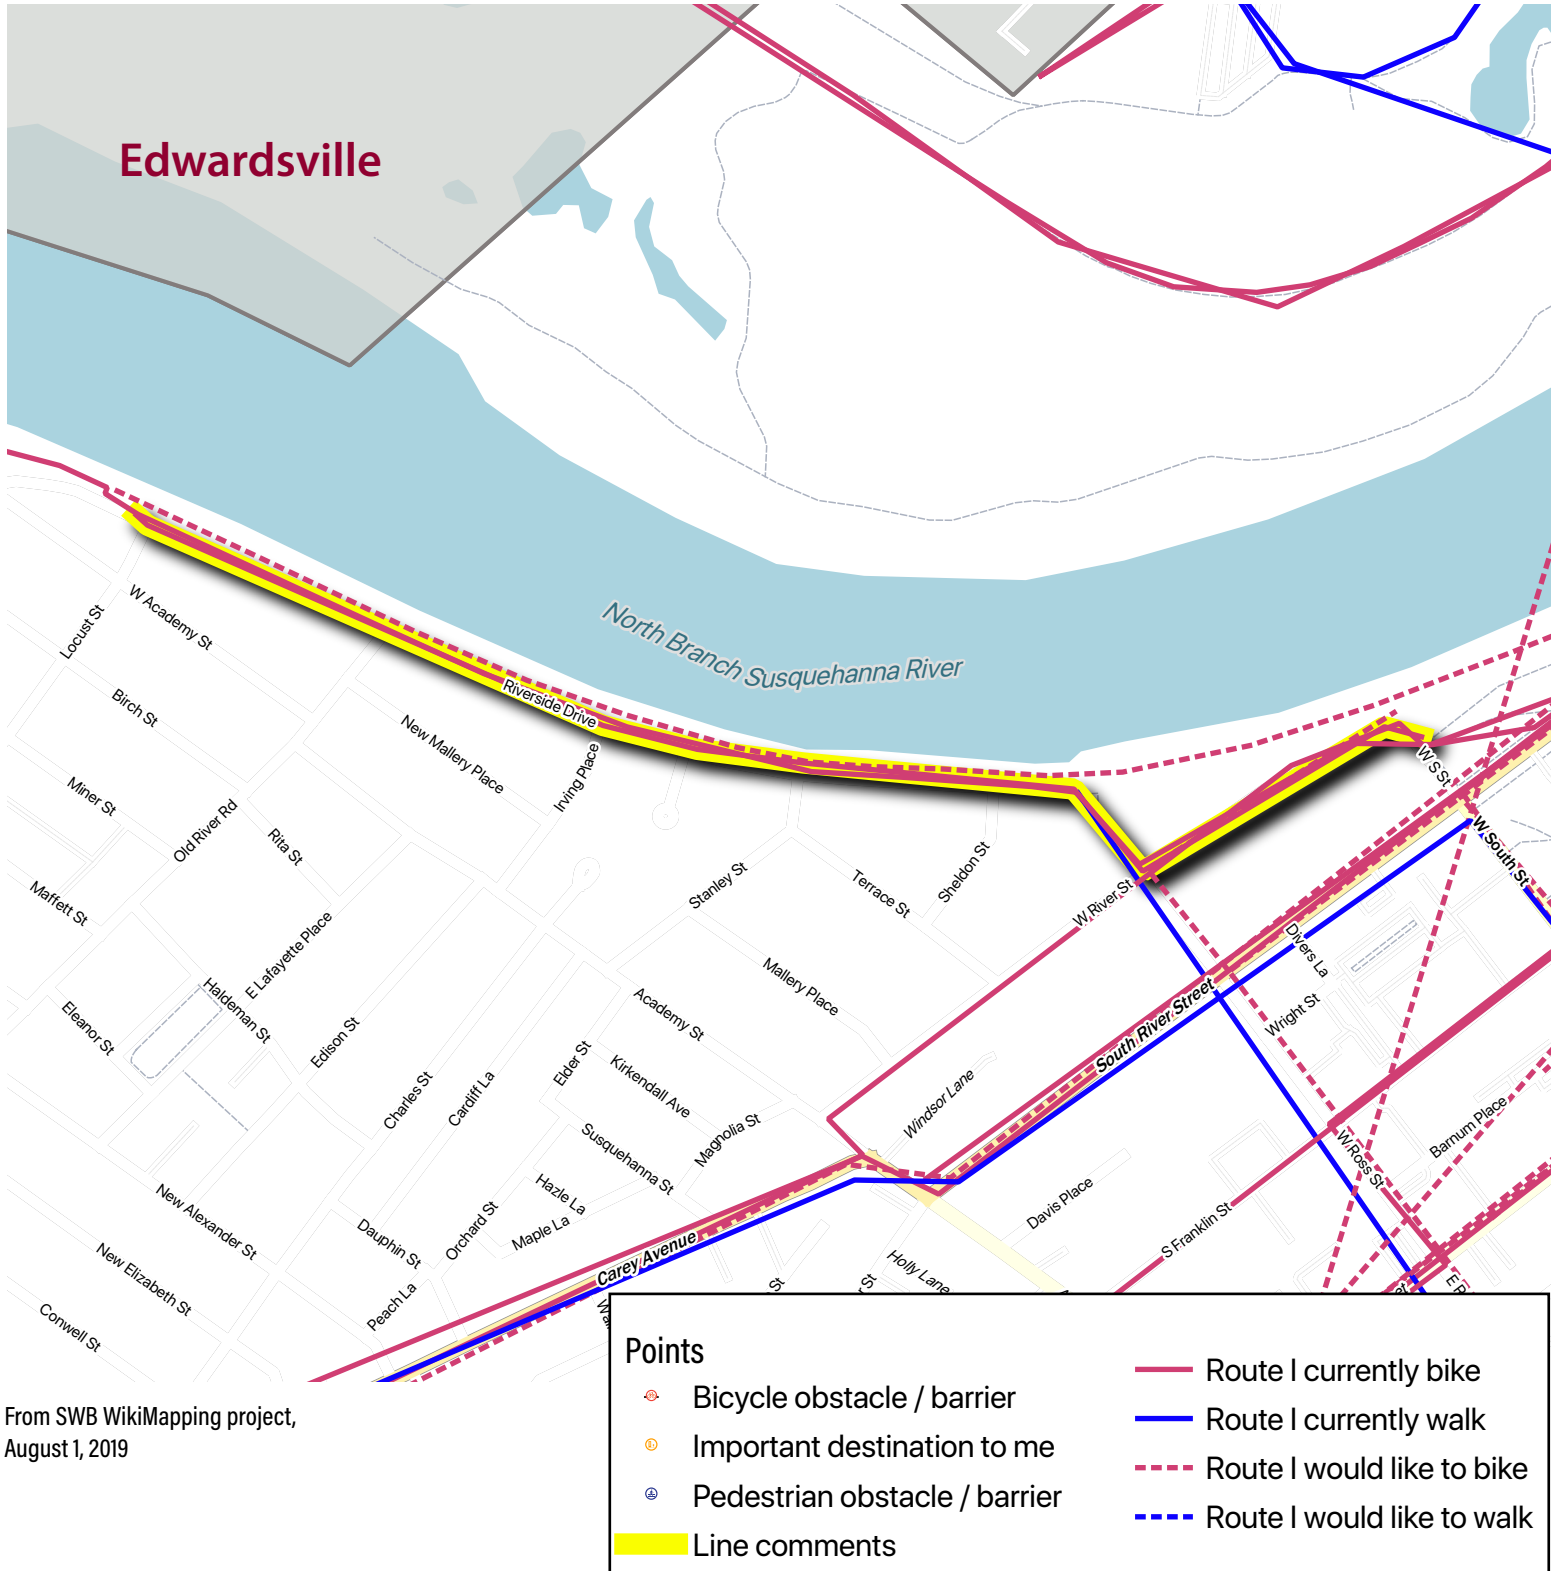 Edwardsville
North Branch Susquehanna River
Riverside Drive
Locust St
W Academy St
Birch St
New Mallery Place
Irving Place
W S St
Miner St
Old River Rd
Rita St
W South St
Stanley St
Terrace St
Sheldon St
W River St
Maffett St
E Lafayette Place
Divers La
Mallery Place
Haldeman St
Academy St
South River Street
Wright St
Eleanor St
Edison St
Elder St
Kirkendall Ave
Charles St
Cardiff La
Windsor Lane
Magnolia St
Barnum Place
Susquehanna St
W Ross St
Hazle La
Davis Place
New Alexander St
Orchard St
Maple La
Dauphin St
S Franklin St
Carey Avenue
Holly Lane
New Elizabeth St
Peach La
St
St
Conwell St
From SWB WikiMapping project,
August 1, 2019
Points
Bicycle obstacle / barrier
Important destination to me
Pedestrian obstacle / barrier
Line comments
Route I currently bike
Route I currently walk
Route I would like to bike
Route I would like to walk